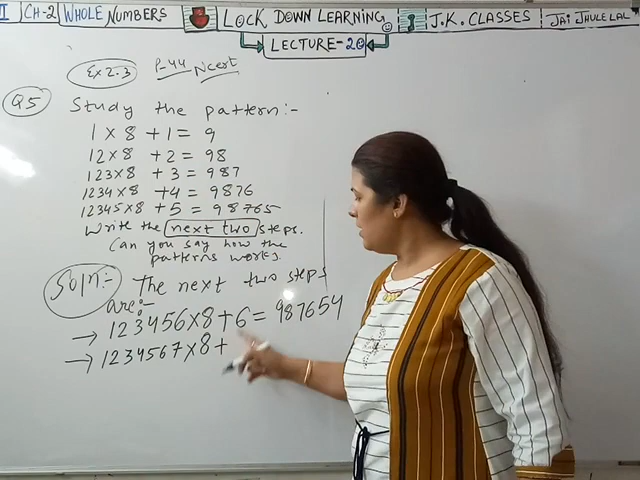 I CH-2 WHOLE NUMBERS LOCK DOWN LEARNING J.K. CLASSES JAI JHULELAL
LECTURE-20
Ex 2.3 P-44 Ncert
Q5 Study the pattern:-
1 x 8 + 1 = 9
12 x 8 + 2 = 98
123 x 8 + 3 = 987
1234 x 8 + 4 = 9876
12345 x 8 + 5 = 98765
Write the next two steps.
Can you say how the
patterns works.
Soln:- The next two steps
are:-
→ 123456 x 8 + 6 = 987654
→ 1234567 x 8 +